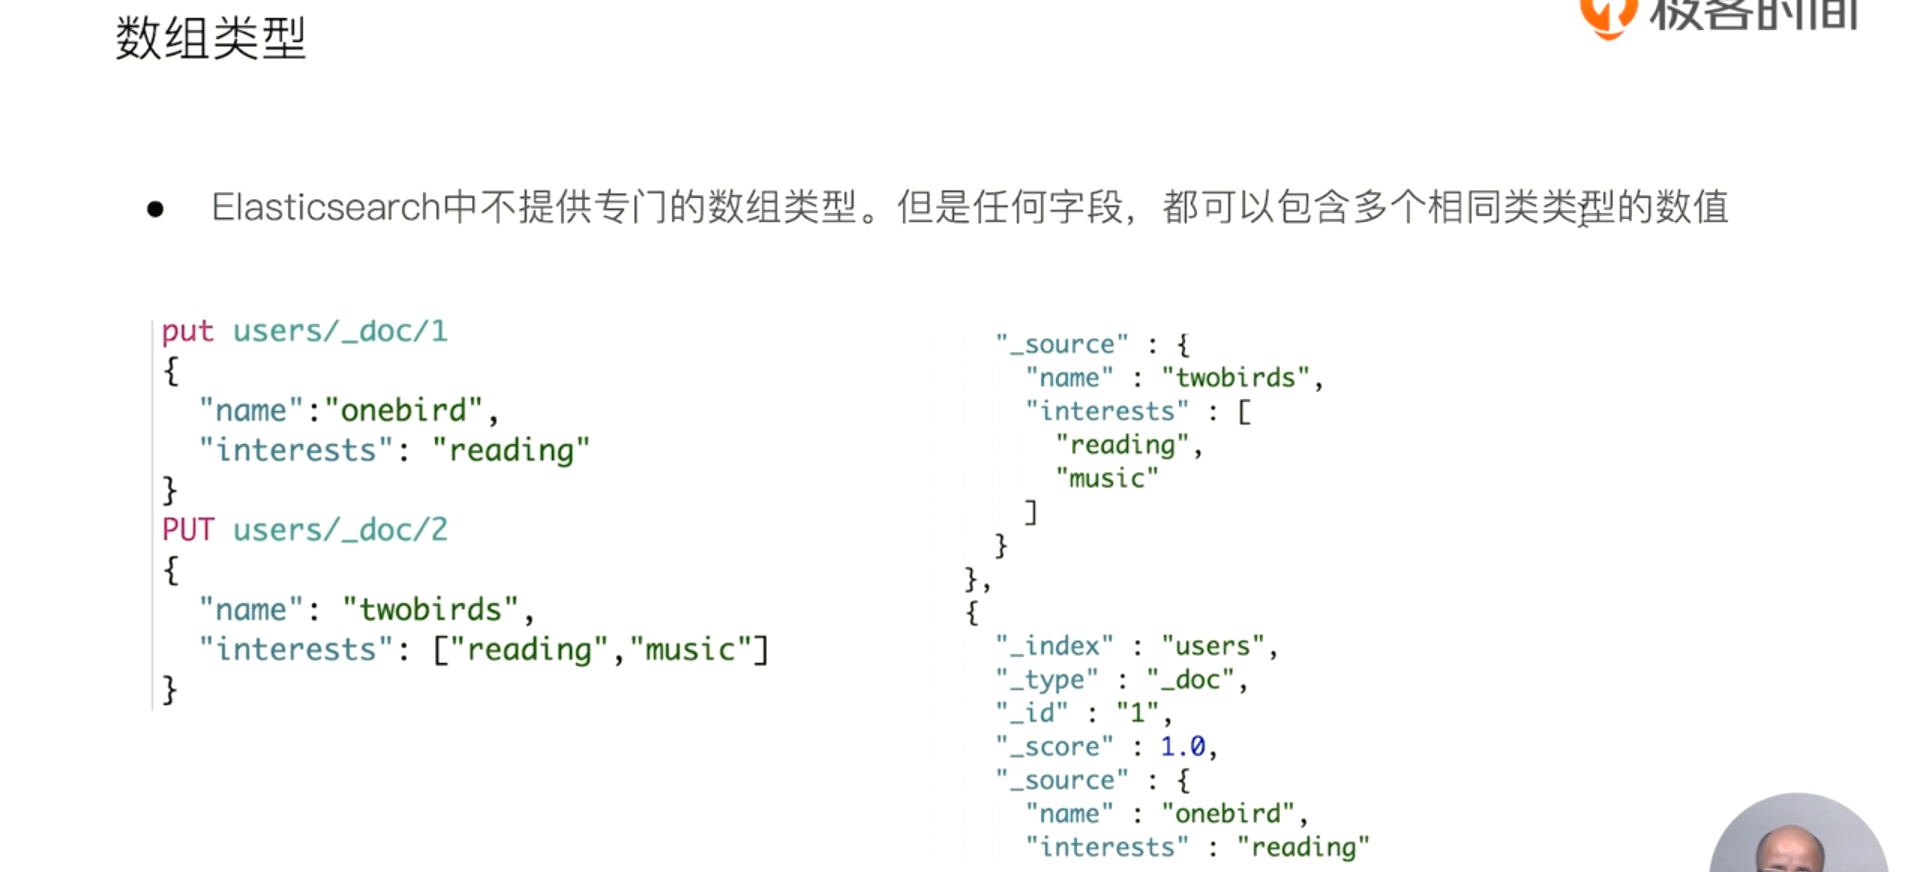 数组类型
极客时间
● Elasticsearch中不提供专门的数组类型。但是任何字段，都可以包含多个相同类类型的数值
put users/_doc/1
{
  "name":"onebird",
  "interests": "reading"
}
PUT users/_doc/2
{
  "name": "twobirds",
  "interests": ["reading","music"]
}
"_source" : {
  "name" : "twobirds",
  "interests" : [
    "reading",
    "music"
  ]
}
},
{
"_index" : "users",
"_type" : "_doc",
"_id" : "1",
"_score" : 1.0,
"_source" : {
  "name" : "onebird",
  "interests" : "reading"